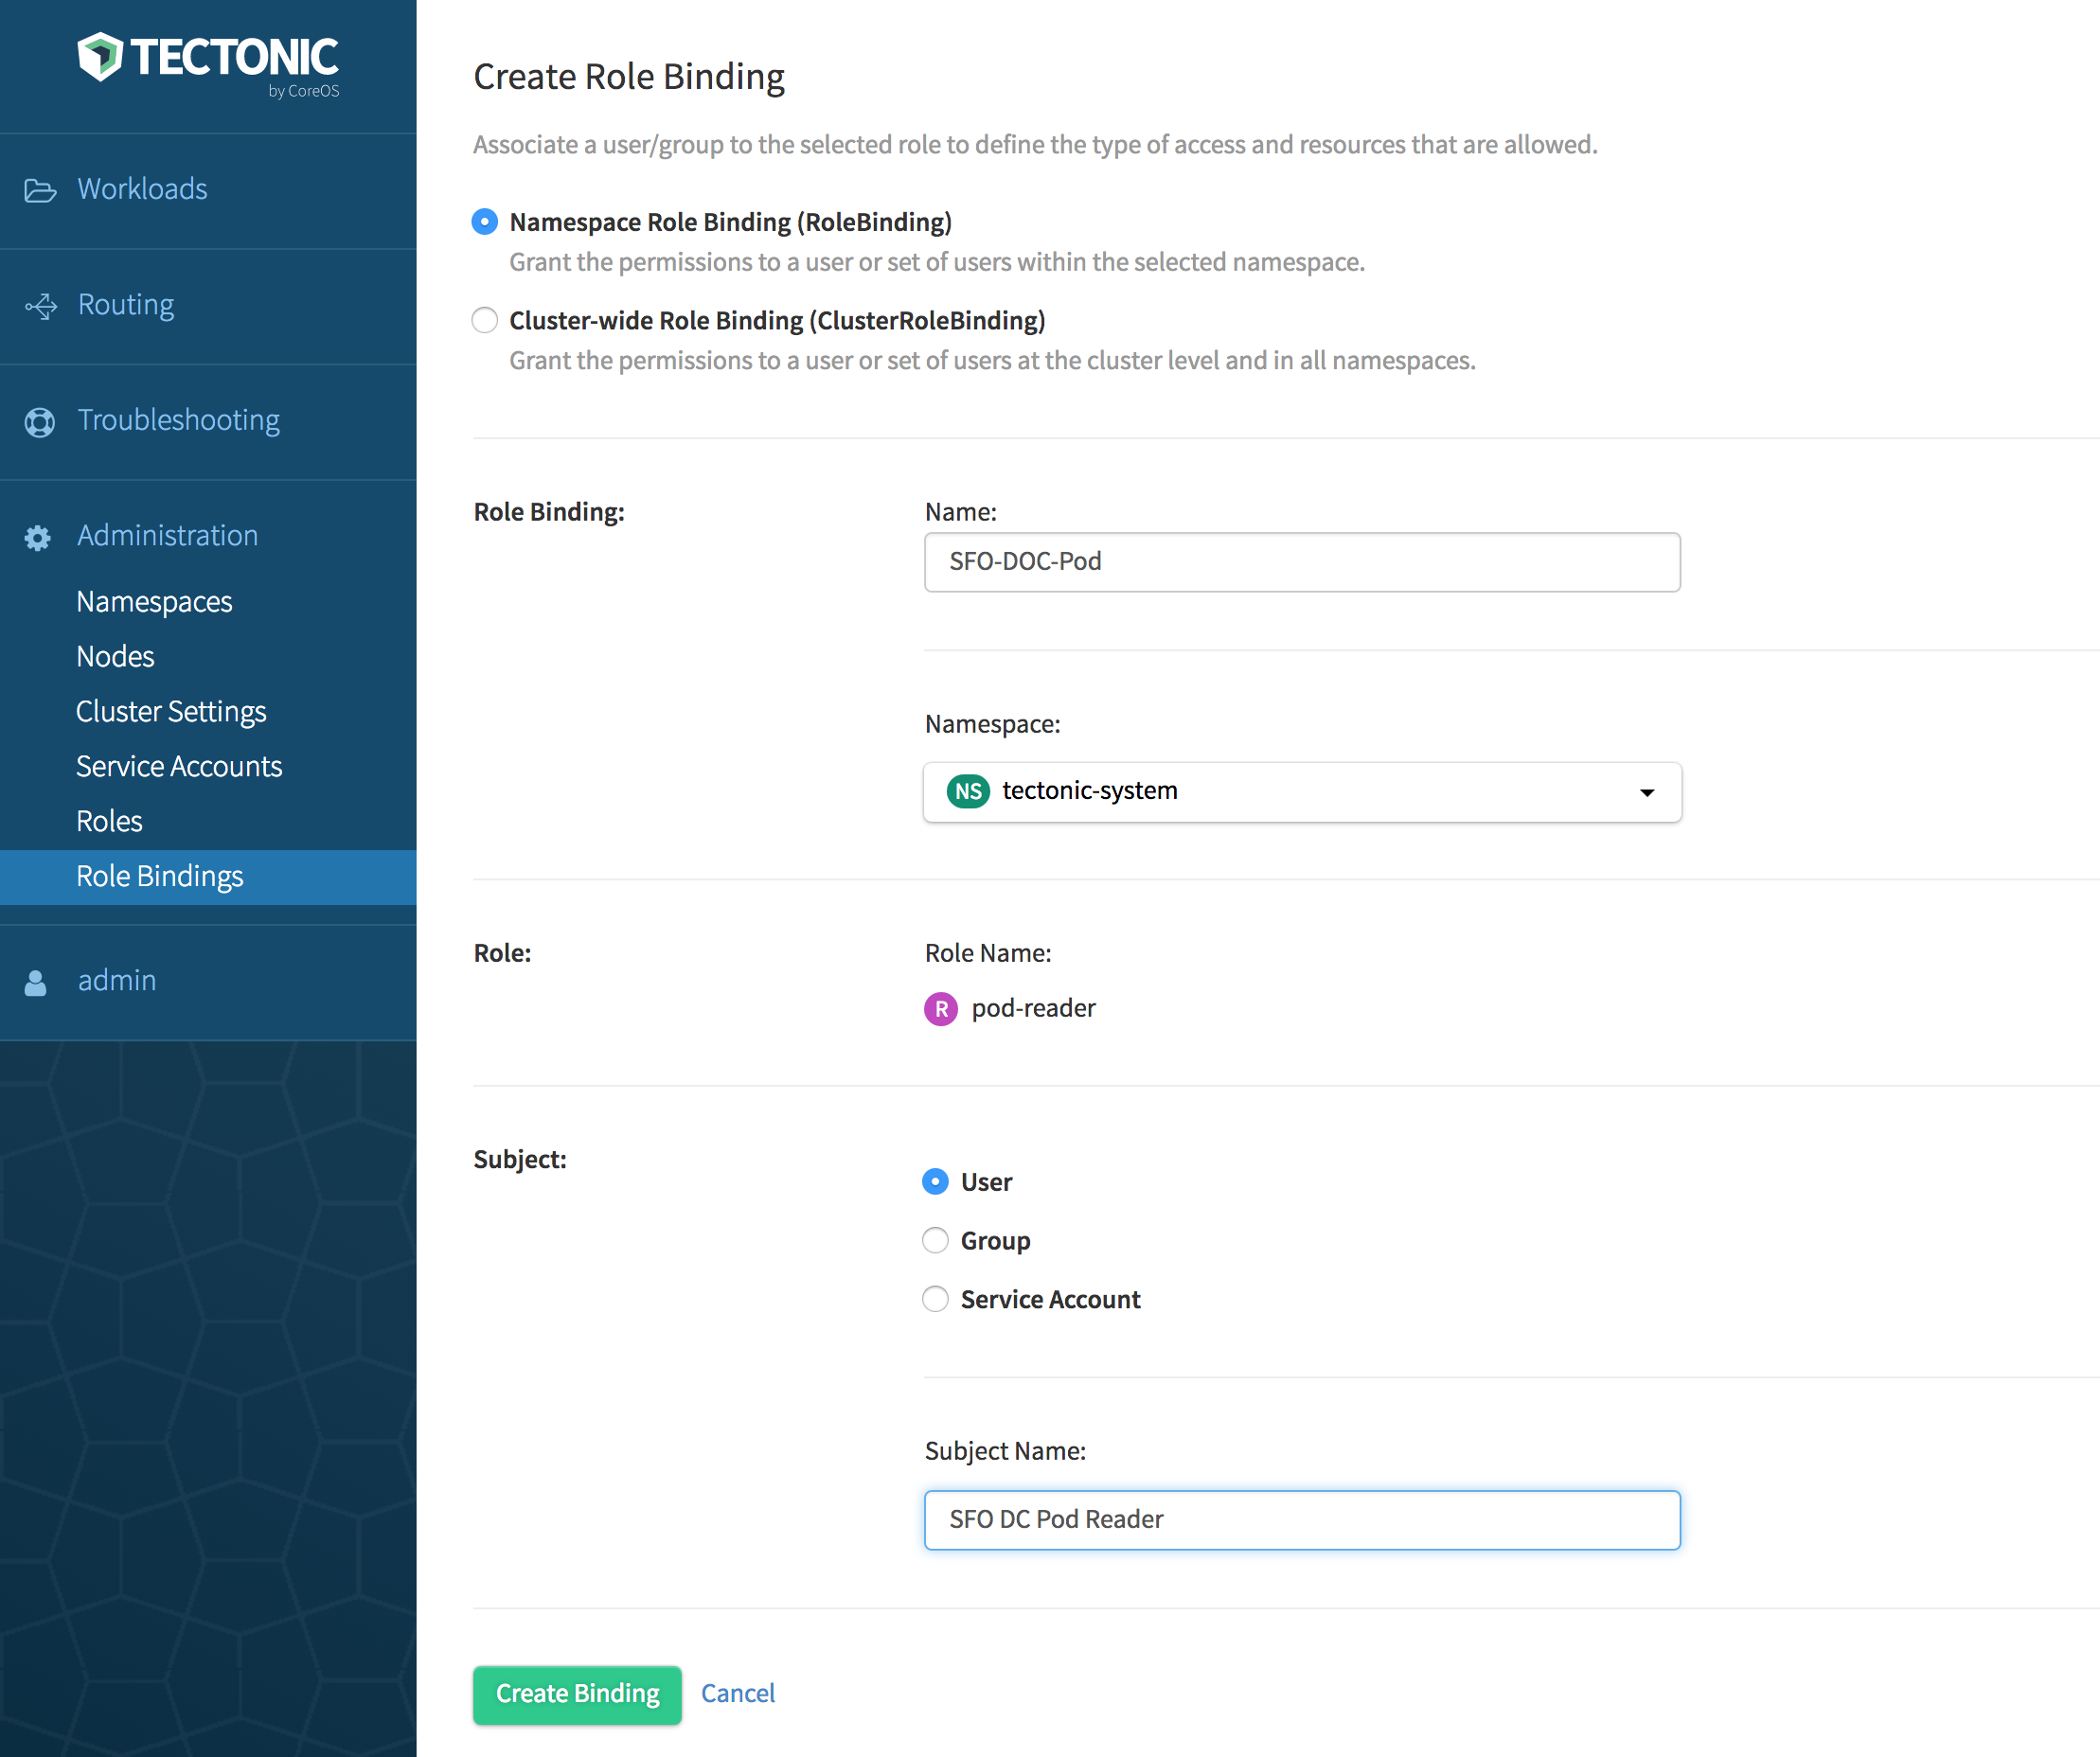 TECTONIC
by CoreOS
Workloads
Routing
Troubleshooting
Administration
Namespaces
Nodes
Cluster Settings
Service Accounts
Roles
Role Bindings
admin
Create Role Binding
Associate a user/group to the selected role to define the type of access and resources that are allowed.
Namespace Role Binding (RoleBinding)
Grant the permissions to a user or set of users within the selected namespace.
Cluster-wide Role Binding (ClusterRoleBinding)
Grant the permissions to a user or set of users at the cluster level and in all namespaces.
Role Binding:
Name:
SFO-DOC-Pod
Namespace:
NS tectonic-system
Role:
Role Name:
R pod-reader
Subject:
User
Group
Service Account
Subject Name:
SFO DC Pod Reader
Create Binding Cancel